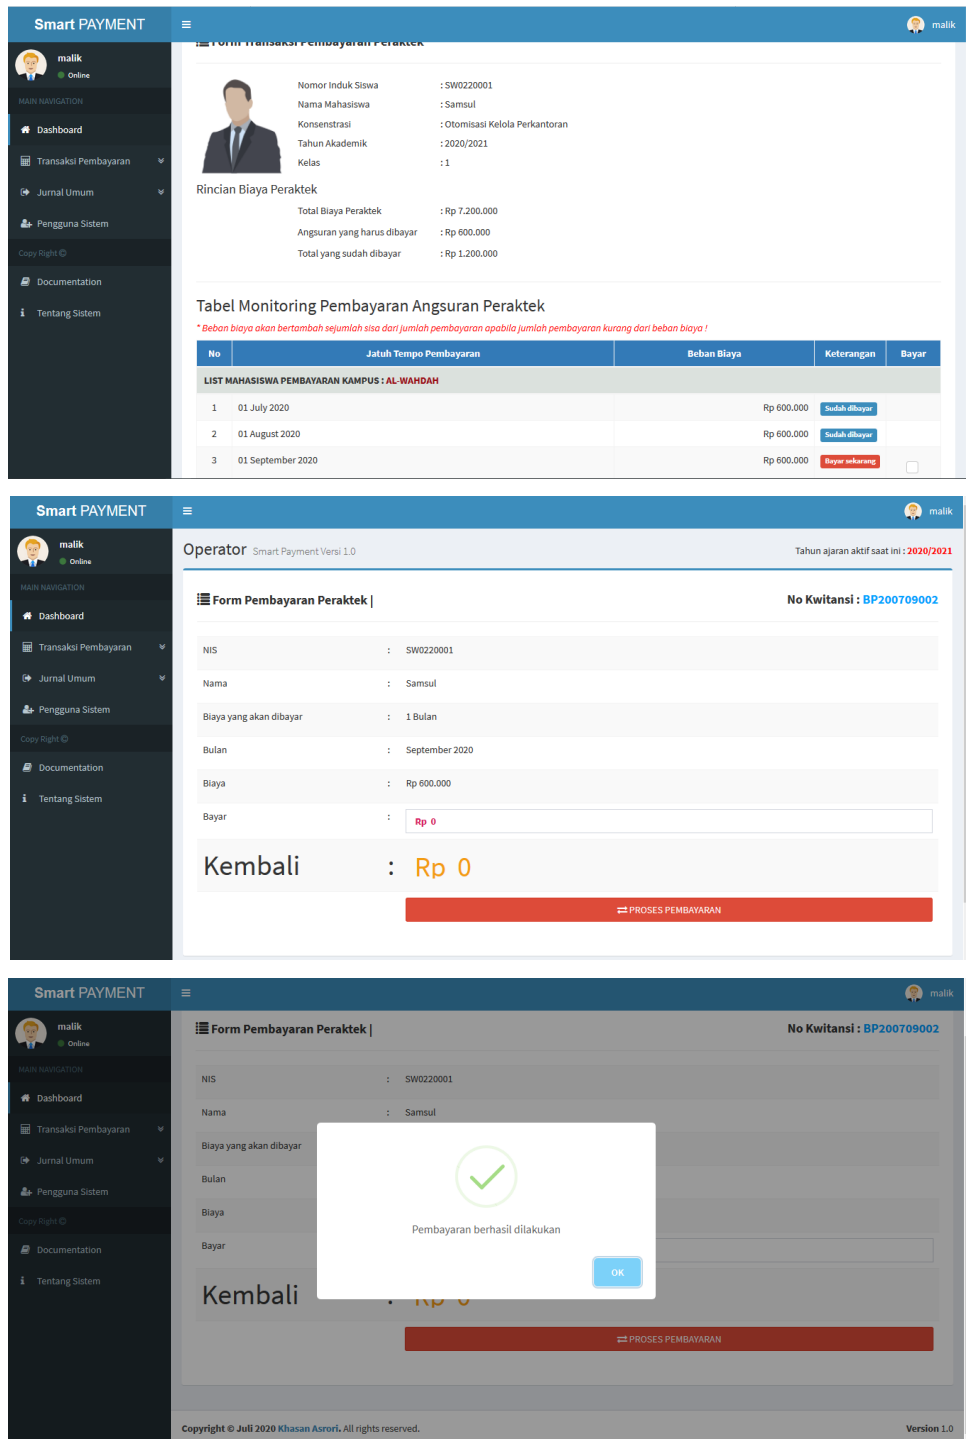 Smart PAYMENT
malik
malik
Online
MAIN NAVIGATION
Dashboard
Transaksi Pembayaran
Jurnal Umum
Pengguna Sistem
Copy Right ©
Documentation
Tentang Sistem
Form Transaksi Pembayaran Peraktek
Nomor Induk Siswa : SW0220001
Nama Mahasiswa : Samsul
Konsenstrasi : Otomisasi Kelola Perkantoran
Tahun Akademik : 2020/2021
Kelas : 1
Rincian Biaya Peraktek
Total Biaya Peraktek : Rp 7.200.000
Angsuran yang harus dibayar : Rp 600.000
Total yang sudah dibayar : Rp 1.200.000
Tabel Monitoring Pembayaran Angsuran Peraktek
* Beban biaya akan bertambah sejumlah sisa dari jumlah pembayaran apabila jumlah pembayaran kurang dari beban biaya !
No Jatuh Tempo Pembayaran Beban Biaya Keterangan Bayar
LIST MAHASISWA PEMBAYARAN KAMPUS : AL-WAHDAH
1 01 July 2020 Rp 600.000 Sudah dibayar
2 01 August 2020 Rp 600.000 Sudah dibayar
3 01 September 2020 Rp 600.000 Bayar sekarang
Smart PAYMENT
malik
malik
Online
MAIN NAVIGATION
Dashboard
Transaksi Pembayaran
Jurnal Umum
Pengguna Sistem
Copy Right ©
Documentation
Tentang Sistem
Operator Smart Payment Versi 1.0
Tahun ajaran aktif saat ini : 2020/2021
Form Pembayaran Peraktek |
No Kwitansi : BP200709002
NIS : SW0220001
Nama : Samsul
Biaya yang akan dibayar : 1 Bulan
Bulan : September 2020
Biaya : Rp 600.000
Bayar : Rp 0
Kembali : Rp 0
PROSES PEMBAYARAN
Smart PAYMENT
malik
malik
Online
MAIN NAVIGATION
Dashboard
Transaksi Pembayaran
Jurnal Umum
Pengguna Sistem
Copy Right ©
Documentation
Tentang Sistem
Form Pembayaran Peraktek |
No Kwitansi : BP200709002
NIS : SW0220001
Nama : Samsul
Biaya yang akan dibayar
Bulan
Biaya
Bayar
Pembayaran berhasil dilakukan
OK
Kembali : Rp 0
PROSES PEMBAYARAN
Copyright © Juli 2020 Khasan Asrori. All rights reserved.
Version 1.0